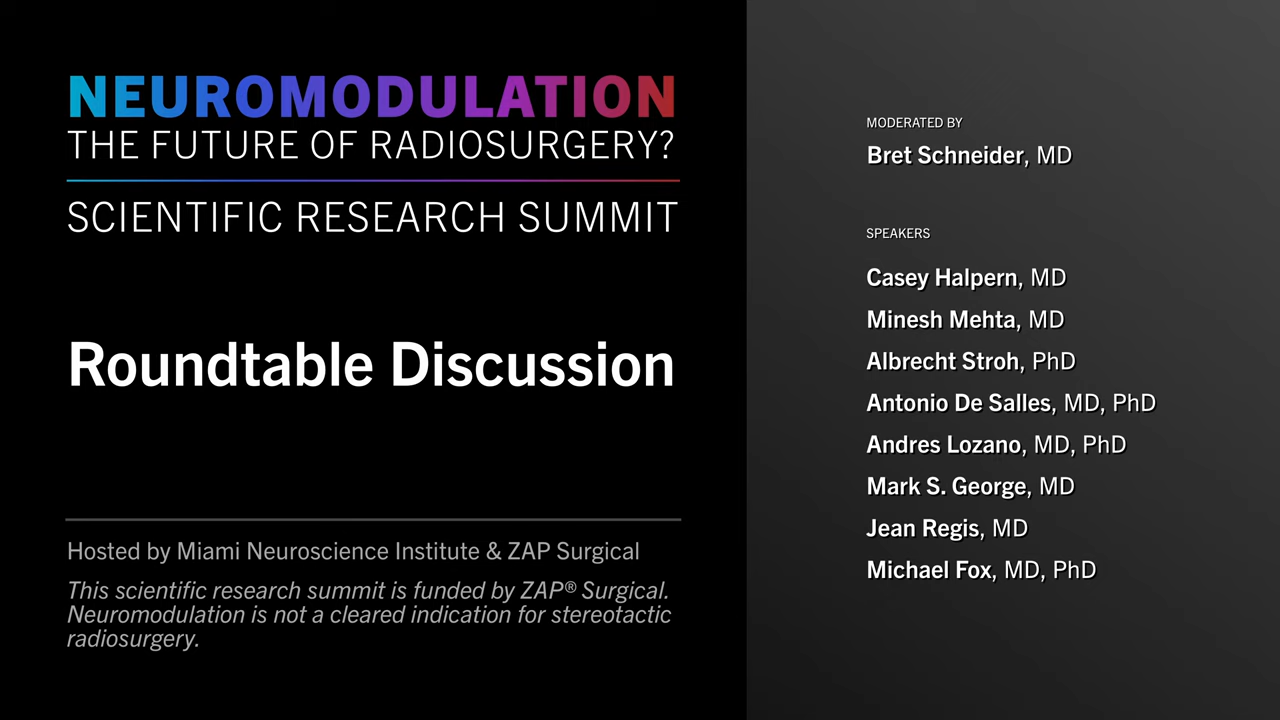 NEUROMODULATION
THE FUTURE OF RADIOSURGERY?
SCIENTIFIC RESEARCH SUMMIT
Roundtable Discussion
Hosted by Miami Neuroscience Institute & ZAP Surgical
This scientific research summit is funded by ZAP® Surgical.
Neuromodulation is not a cleared indication for stereotactic
radiosurgery.
MODERATED BY
Bret Schneider, MD
SPEAKERS
Casey Halpern, MD
Minesh Mehta, MD
Albrecht Stroh, PhD
Antonio De Salles, MD, PhD
Andres Lozano, MD, PhD
Mark S. George, MD
Jean Regis, MD
Michael Fox, MD, PhD